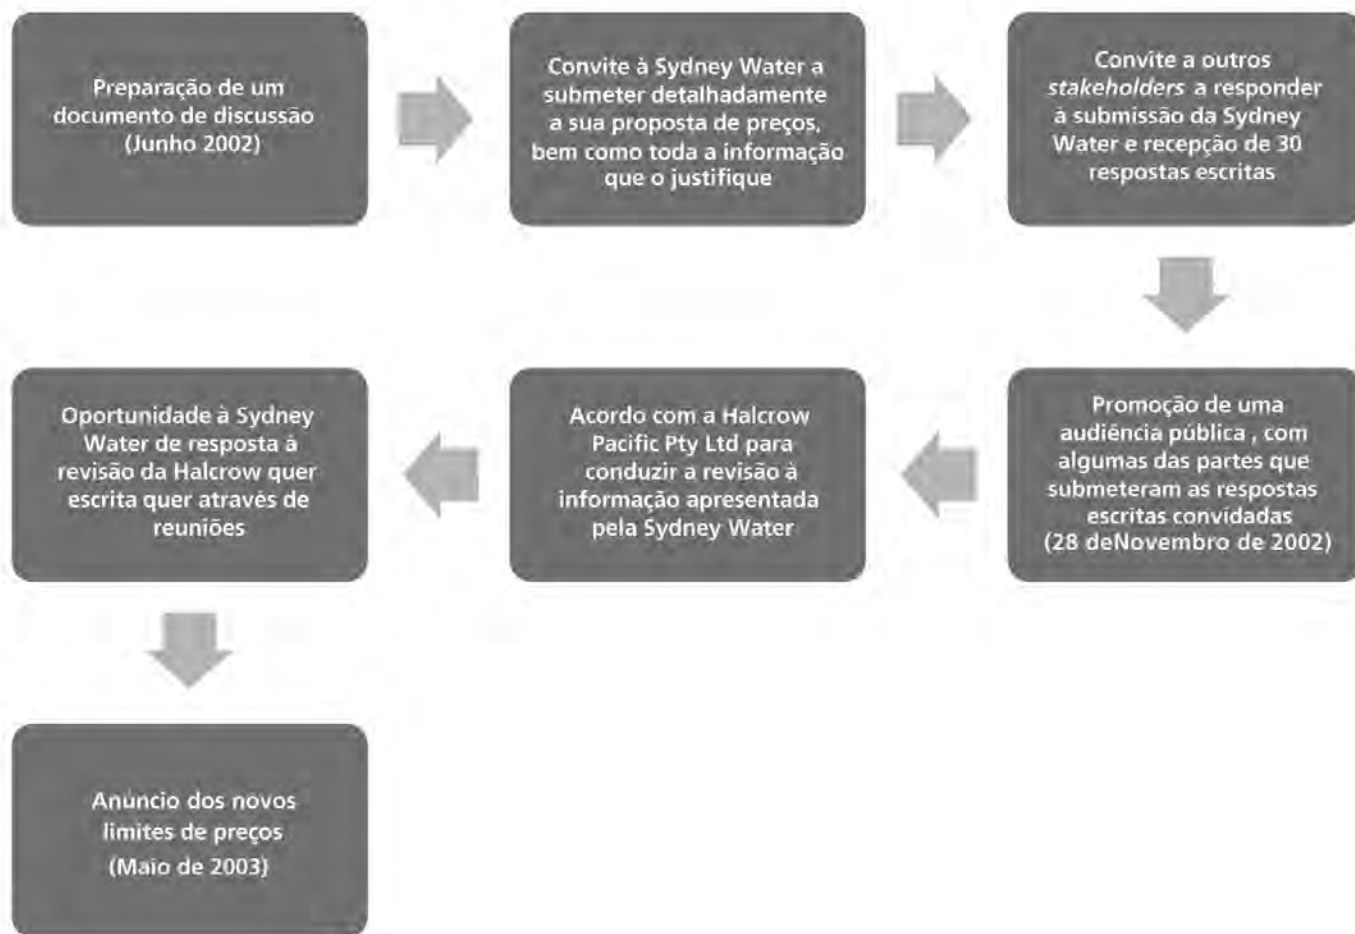 Preparação de um
documento de discussão
(Junho 2002)
Convite à Sydney Water a
submeter detalhadamente
a sua proposta de preços,
bem como toda a informação
que o justifique
Convite a outros
stakeholders a responder
à submissão da Sydney
Water e recepção de 30
respostas escritas
Promoção de uma
audiência pública , com
algumas das partes que
submeteram as respostas
escritas convidadas
(28 deNovembro de 2002)
Acordo com a Halcrow
Pacific Pty Ltd para
conduzir a revisão à
informação apresentada
pela Sydney Water
Oportunidade à Sydney
Water de resposta à
revisão da Halcrow quer
escrita quer através de
reuniões
Anúncio dos novos
limites de preços
(Maio de 2003)